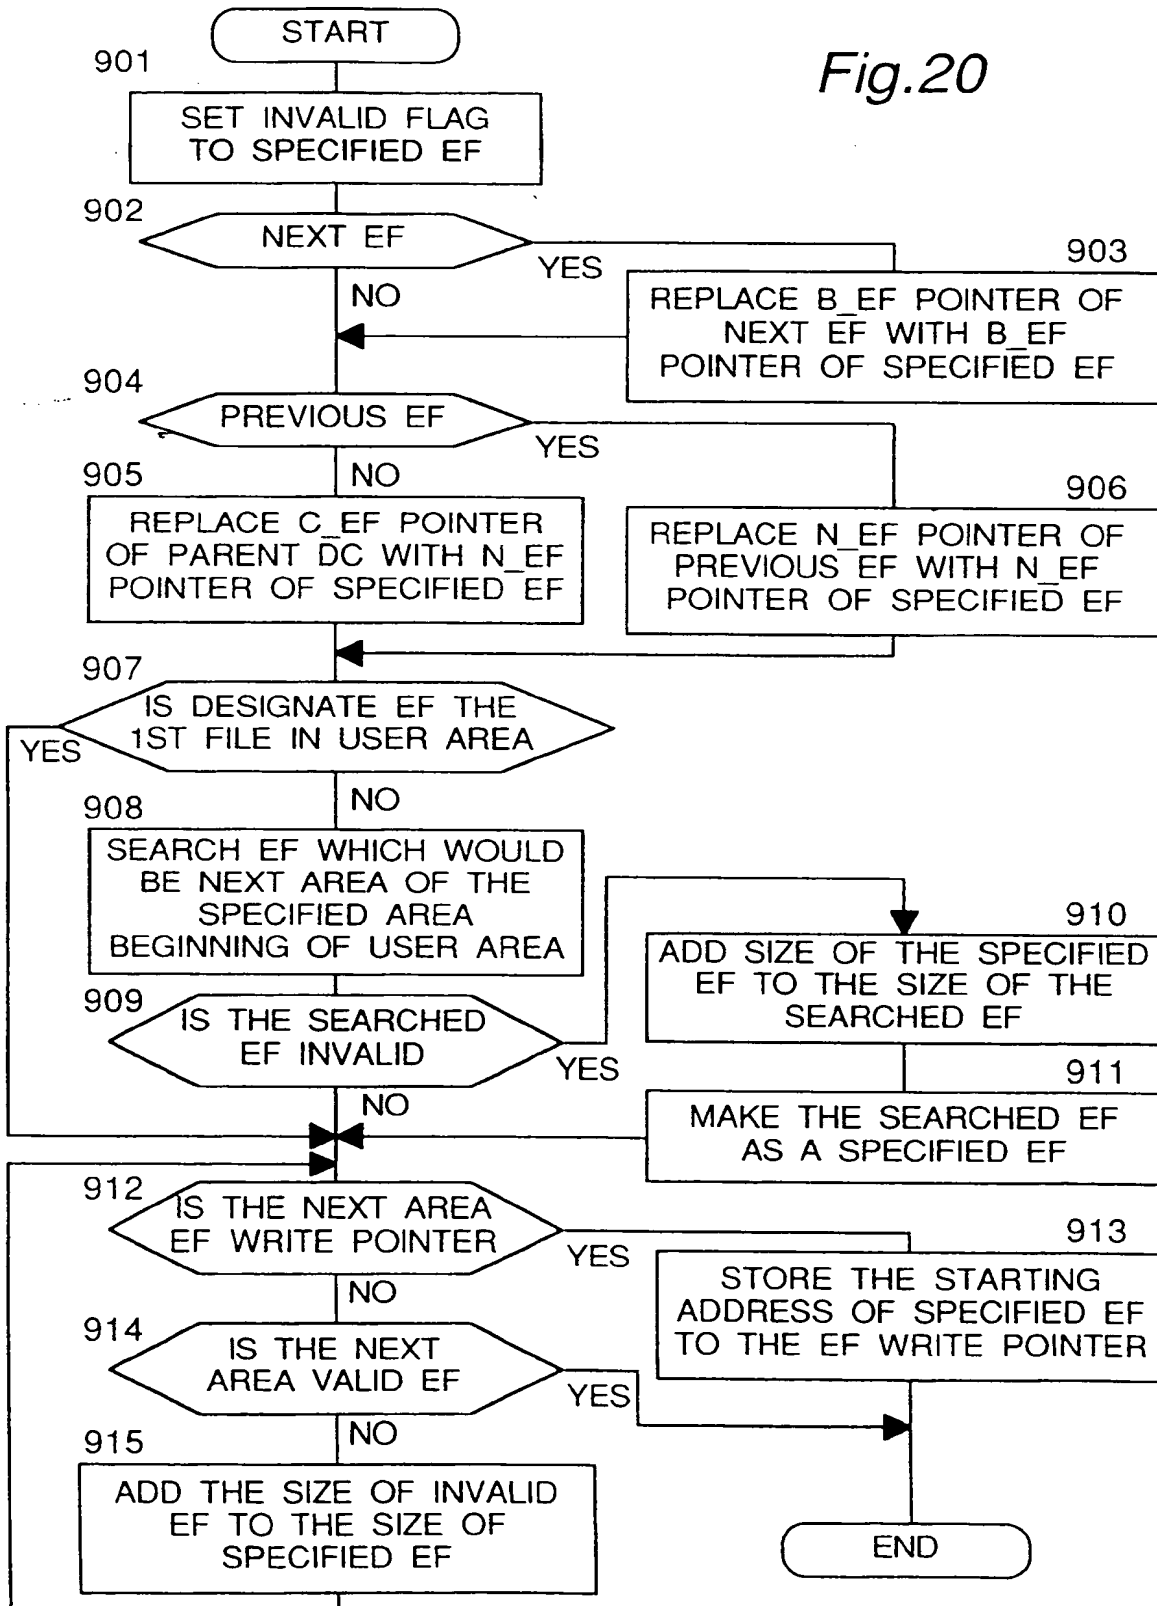 START
Fig.20
901
SET INVALID FLAG
TO SPECIFIED EF
902
NEXT EF
YES
NO
903
REPLACE B_EF POINTER OF
NEXT EF WITH B_EF
POINTER OF SPECIFIED EF
904
PREVIOUS EF
YES
NO
905
REPLACE C_EF POINTER
OF PARENT DC WITH N_EF
POINTER OF SPECIFIED EF
906
REPLACE N_EF POINTER OF
PREVIOUS EF WITH N_EF
POINTER OF SPECIFIED EF
907
IS DESIGNATE EF THE
1ST FILE IN USER AREA
YES
NO
908
SEARCH EF WHICH WOULD
BE NEXT AREA OF THE
SPECIFIED AREA
BEGINNING OF USER AREA
909
IS THE SEARCHED
EF INVALID
YES
NO
910
ADD SIZE OF THE SPECIFIED
EF TO THE SIZE OF THE
SEARCHED EF
911
MAKE THE SEARCHED EF
AS A SPECIFIED EF
912
IS THE NEXT AREA
EF WRITE POINTER
YES
NO
913
STORE THE STARTING
ADDRESS OF SPECIFIED EF
TO THE EF WRITE POINTER
914
IS THE NEXT
AREA VALID EF
YES
NO
915
ADD THE SIZE OF INVALID
EF TO THE SIZE OF
SPECIFIED EF
END